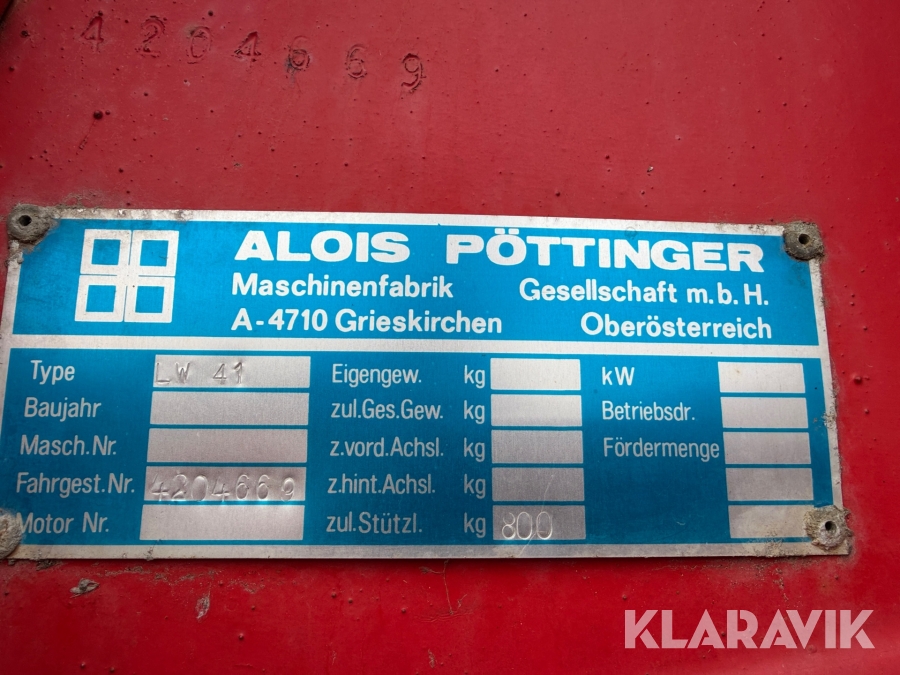 4204669
ALOIS PÖTTINGER
Maschinenfabrik Gesellschaft m.b.H.
A-4710 Grieskirchen Oberösterreich
Type LW 41 Eigengew. kg kW
Baujahr zul.Ges.Gew. kg Betriebsdr.
Masch.Nr. z.vord.Achsl. kg Fördermenge
Fahrgest.Nr. 4204669 z.hint.Achsl. kg
Motor Nr. zul.Stützl. kg 800
KLARAVIK